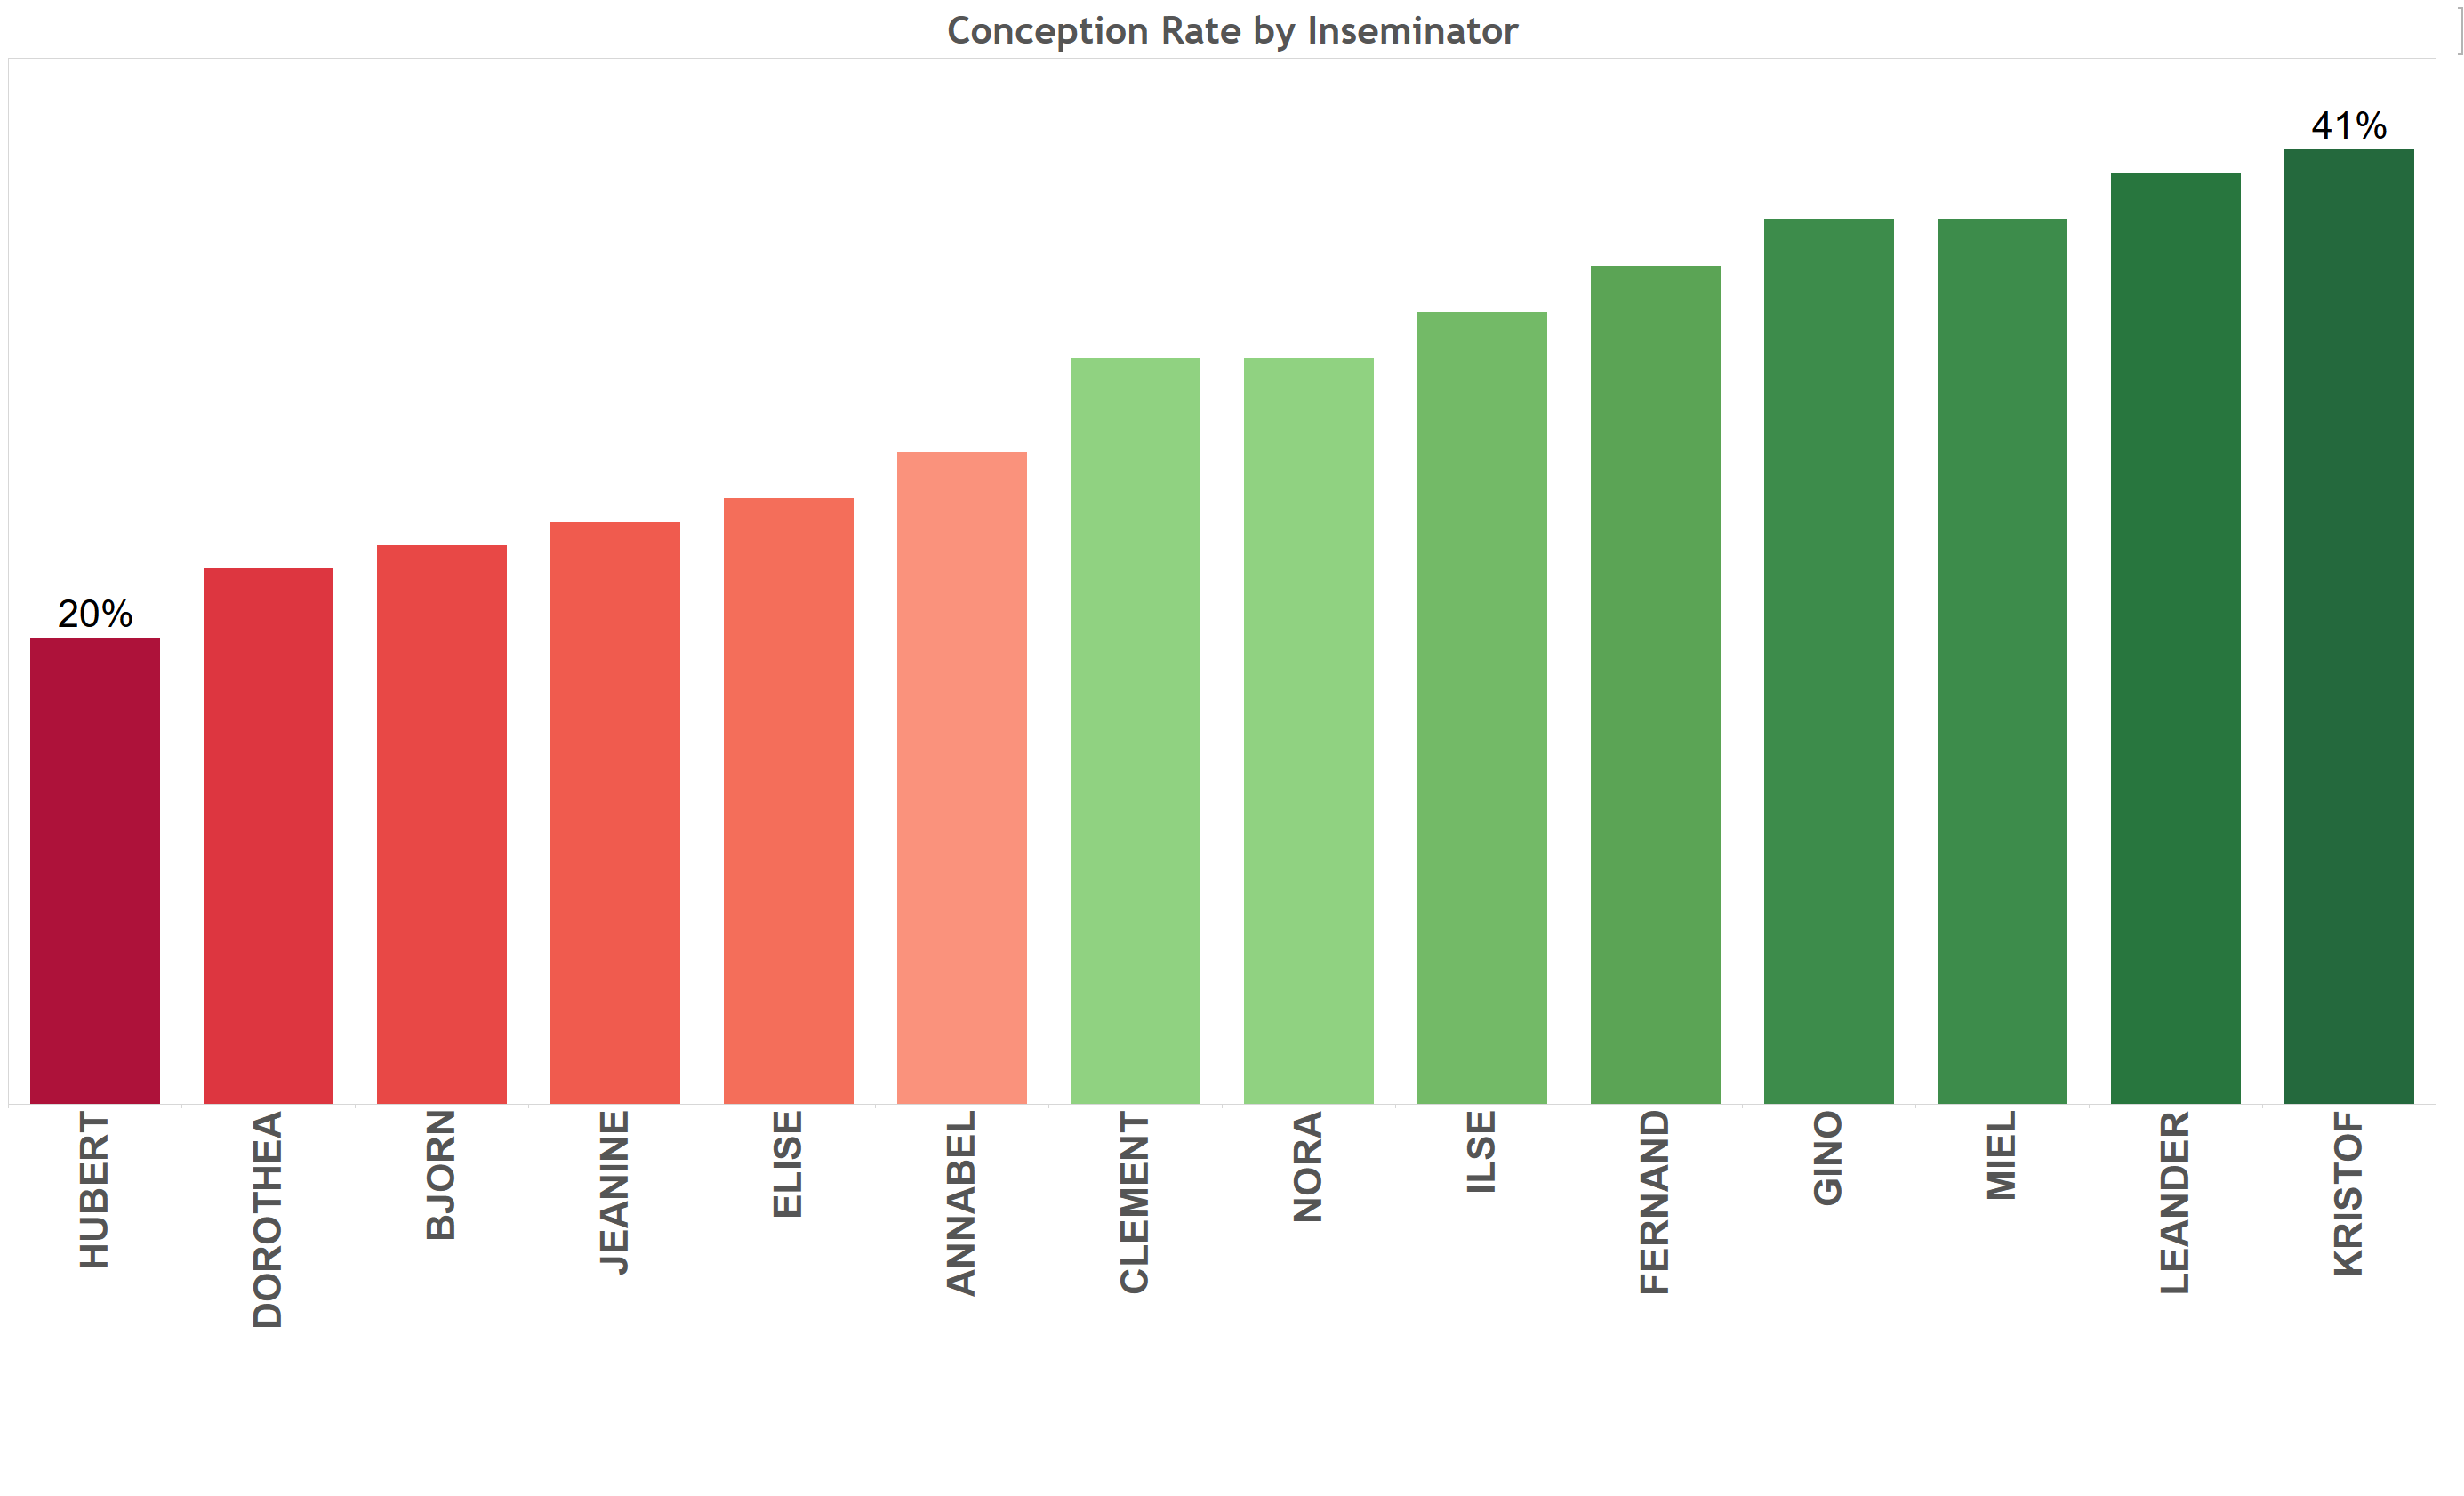 Conception Rate by Inseminator
41%
20%
HUBERT
DOROTHEA
BJORN
JEANINE
ELISE
ANNABEL
CLEMENT
NORA
ILSE
FERNAND
GINO
MIEL
LEANDER
KRISTOF